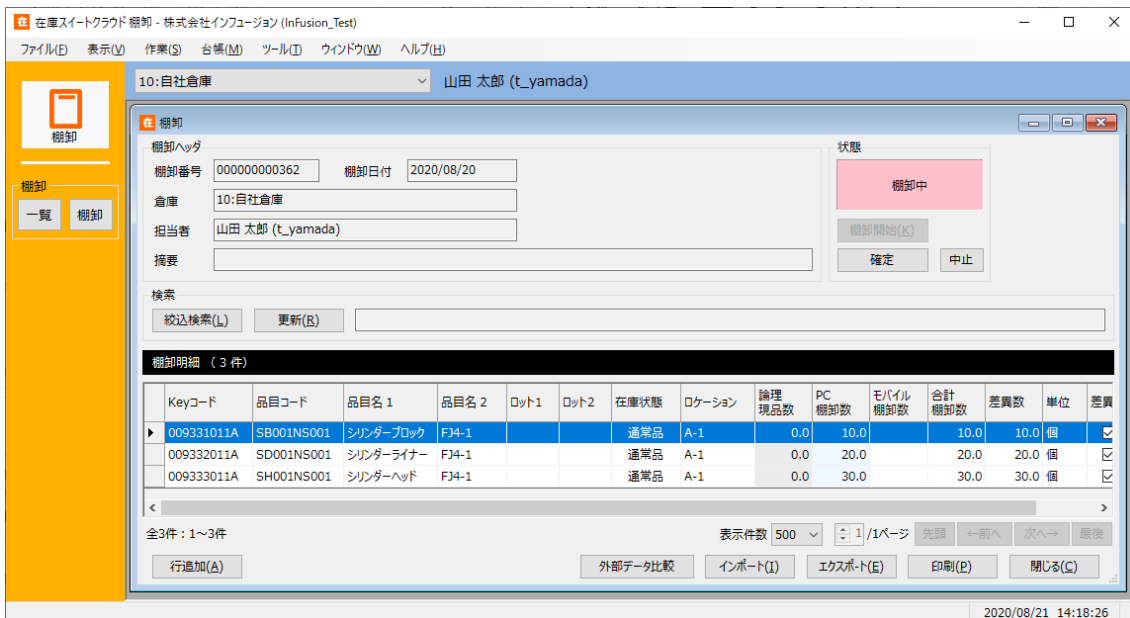 在 在庫スイートクラウド 棚卸 - 株式会社インフュージョン (InFusion_Test)
ファイル(F) 表示(V) 作業(S) 台帳(M) ツール(T) ウィンドウ(W) ヘルプ(H)
10:自社倉庫 山田 太郎 (t_yamada)
棚卸
棚卸
一覧 棚卸
在 棚卸
棚卸ヘッダ
棚卸番号 000000000362 棚卸日付 2020/08/20
倉庫 10:自社倉庫
担当者 山田 太郎 (t_yamada)
摘要
状態
棚卸中
棚卸開始(K)
確定 中止
検索
絞込検索(L) 更新(R)
棚卸明細 （ 3 件）
Keyコード 品目コード 品目名 1 品目名 2 ロット1 ロット2 在庫状態 ロケーション 論理現品数 PC棚卸数 モバイル棚卸数 合計棚卸数 差異数 単位 差異
009331011A SB001NS001 シリンダーブロック FJ4-1 通常品 A-1 0.0 10.0 10.0 10.0 個
009332011A SD001NS001 シリンダーライナー FJ4-1 通常品 A-1 0.0 20.0 20.0 20.0 個
009333011A SH001NS001 シリンダーヘッド FJ4-1 通常品 A-1 0.0 30.0 30.0 30.0 個
全3件：1～3件 表示件数 500 1 /1ページ 先頭 ←前へ 次へ→ 最後
行追加(A) 外部データ比較 インポート(I) エクスポート(E) 印刷(P) 閉じる(C)
2020/08/21 14:18:26